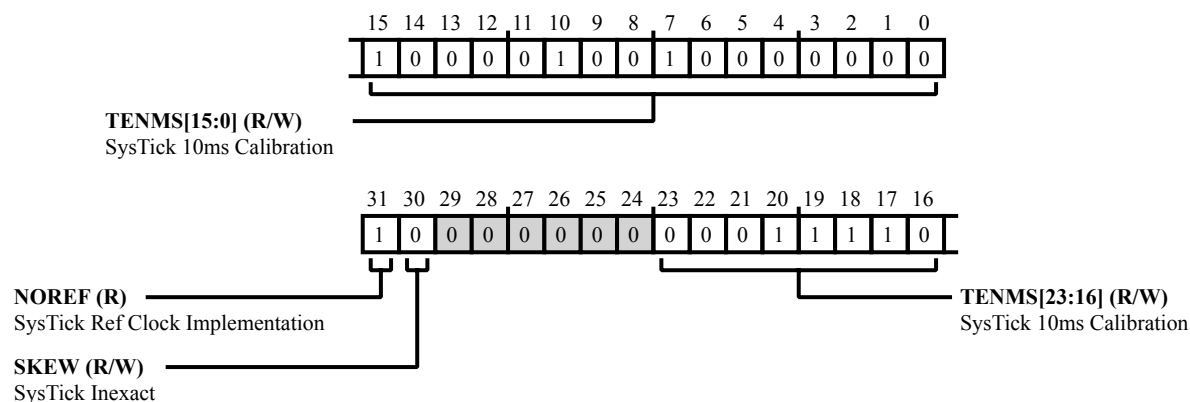 15 14 13 12 11 10 9 8 7 6 5 4 3 2 1 0
1 0 0 0 0 1 0 0 1 0 0 0 0 0 0 0
TENMS[15:0] (R/W)
SysTick 10ms Calibration
31 30 29 28 27 26 25 24 23 22 21 20 19 18 17 16
1 0 0 0 0 0 0 0 0 0 0 1 1 1 1 0
NOREF (R)
SysTick Ref Clock Implementation
TENMS[23:16] (R/W)
SysTick 10ms Calibration
SKEW (R/W)
SysTick Inexact